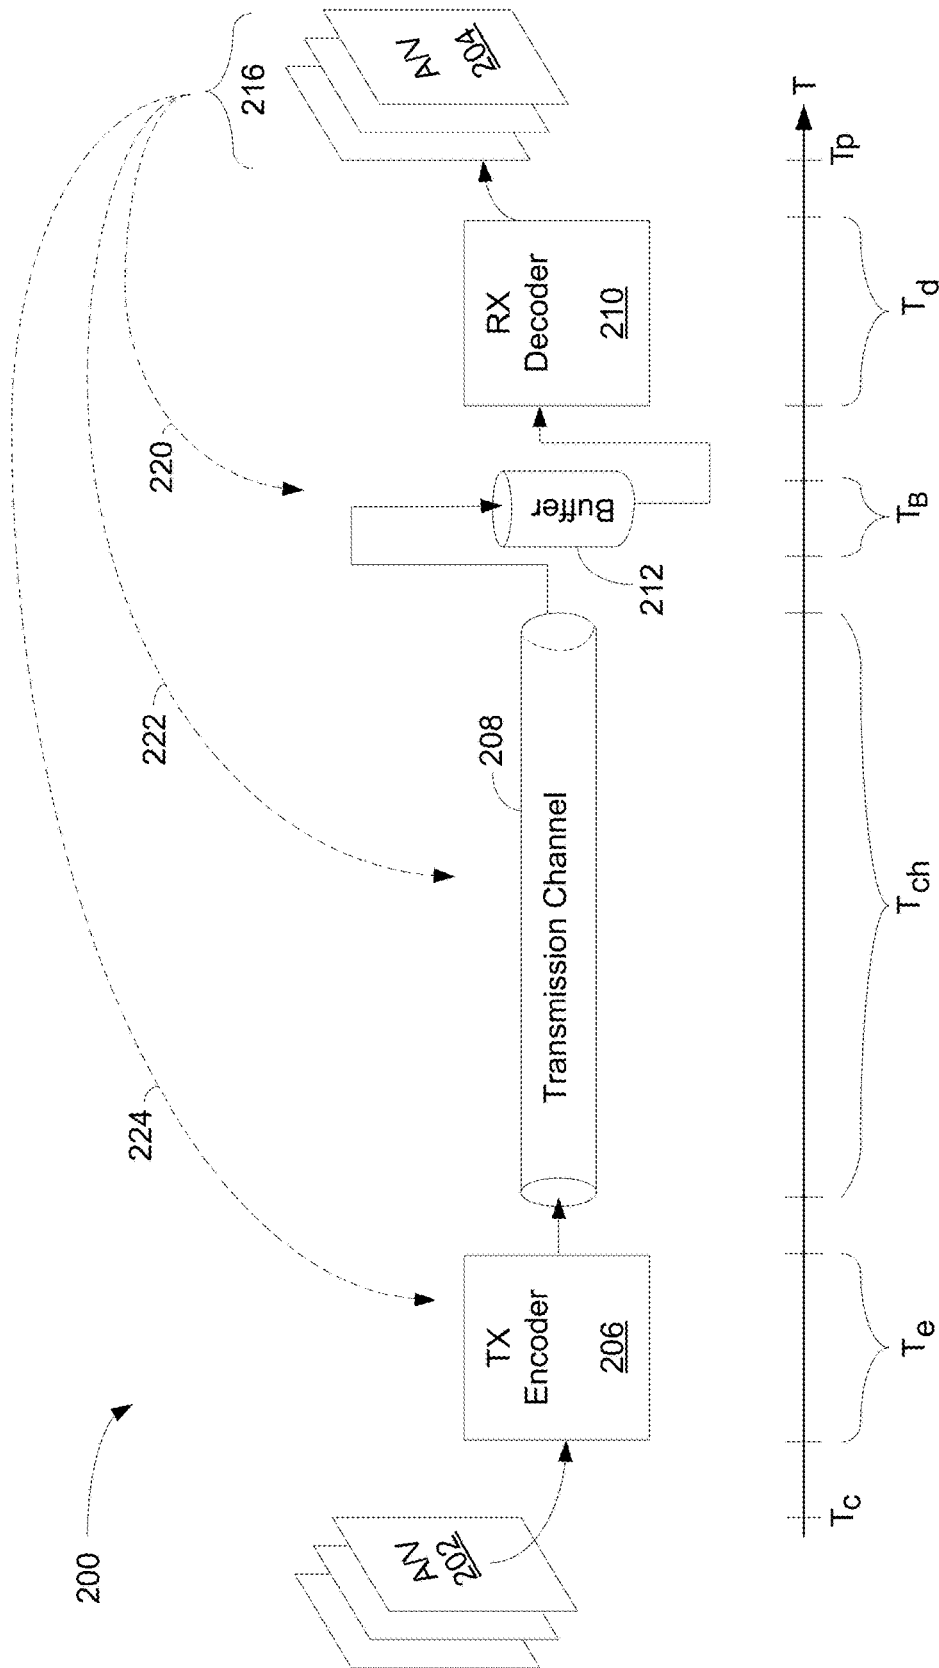 200
224
222
220
216
A/V
202
TX
Encoder
206
208
Transmission Channel
212
Buffer
RX
Decoder
210
A/V
204
T
Tc
Te
Tch
TB
Td
Tp